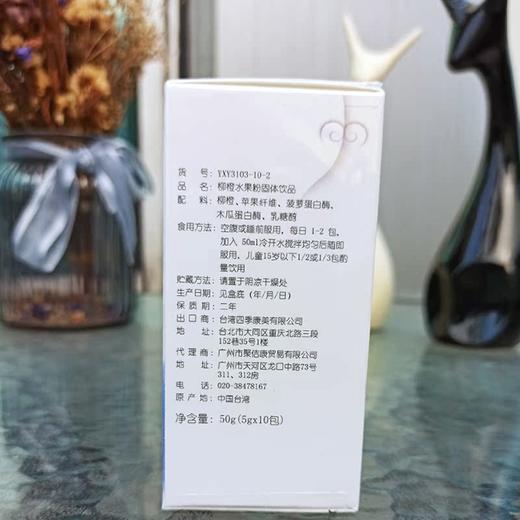 货　　号： YXY3103-10-2
品　　名： 柳橙水果粉固体饮品
配　　料： 柳橙、苹果纤维、菠萝蛋白酶、
木瓜蛋白酶、乳糖醇
食用方法： 空腹或睡前服用，每日 1-2 包，
加入 50ml冷开水搅拌均匀后随即
服用，儿童15岁以下1/2或1/3包酌
量饮用
贮藏方法： 请置于阴凉干燥处
生产日期： 见盒底（年/月/日）
保 质 期： 二年
出 口 商： 台湾四季康美有限公司
地　　址： 台北市大同区重庆北路三段
152巷35号1楼
代 理 商： 广州市聚佶康贸易有限公司
地　　址： 广州市天河区龙口中路73号
311、312房
电　　话： 020-38478167
原 产 地： 中国台湾
净含量： 50g(5gx10包)